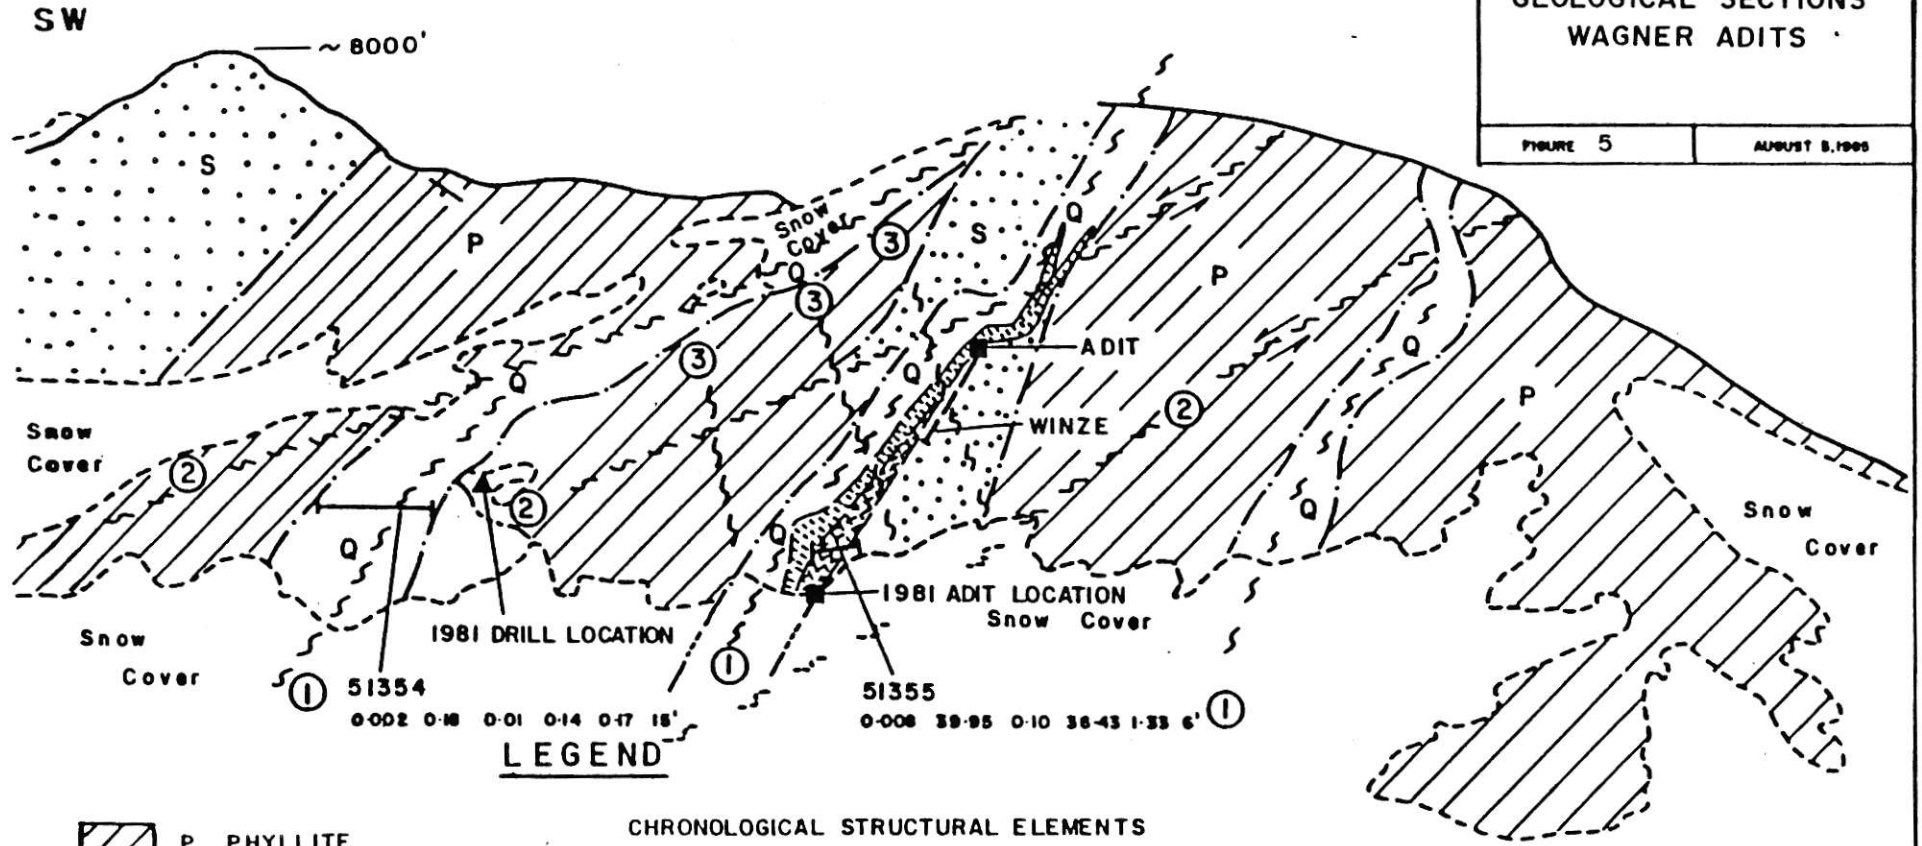 SW
~ 8000'
GEOLOGICAL SECTIONS
WAGNER ADITS
FIGURE 5
AUGUST 5, 1985
S
P
Snow
Cover
Q
3
3
S
Q
P
3
Q
Q
ADIT
Q
P
WINZE
2
Snow
Cover
2
2
Q
Q
Q
Snow
Cover
1981 ADIT LOCATION
Snow Cover
Snow
Cover
1981 DRILL LOCATION
1
1
1
51354
0·002 0·18 0·01 0·14 0·17 15'
51355
0·008 39·95 0·10 36·43 1·33 6'
LEGEND
P PHYLLITE
CHRONOLOGICAL STRUCTURAL ELEMENTS